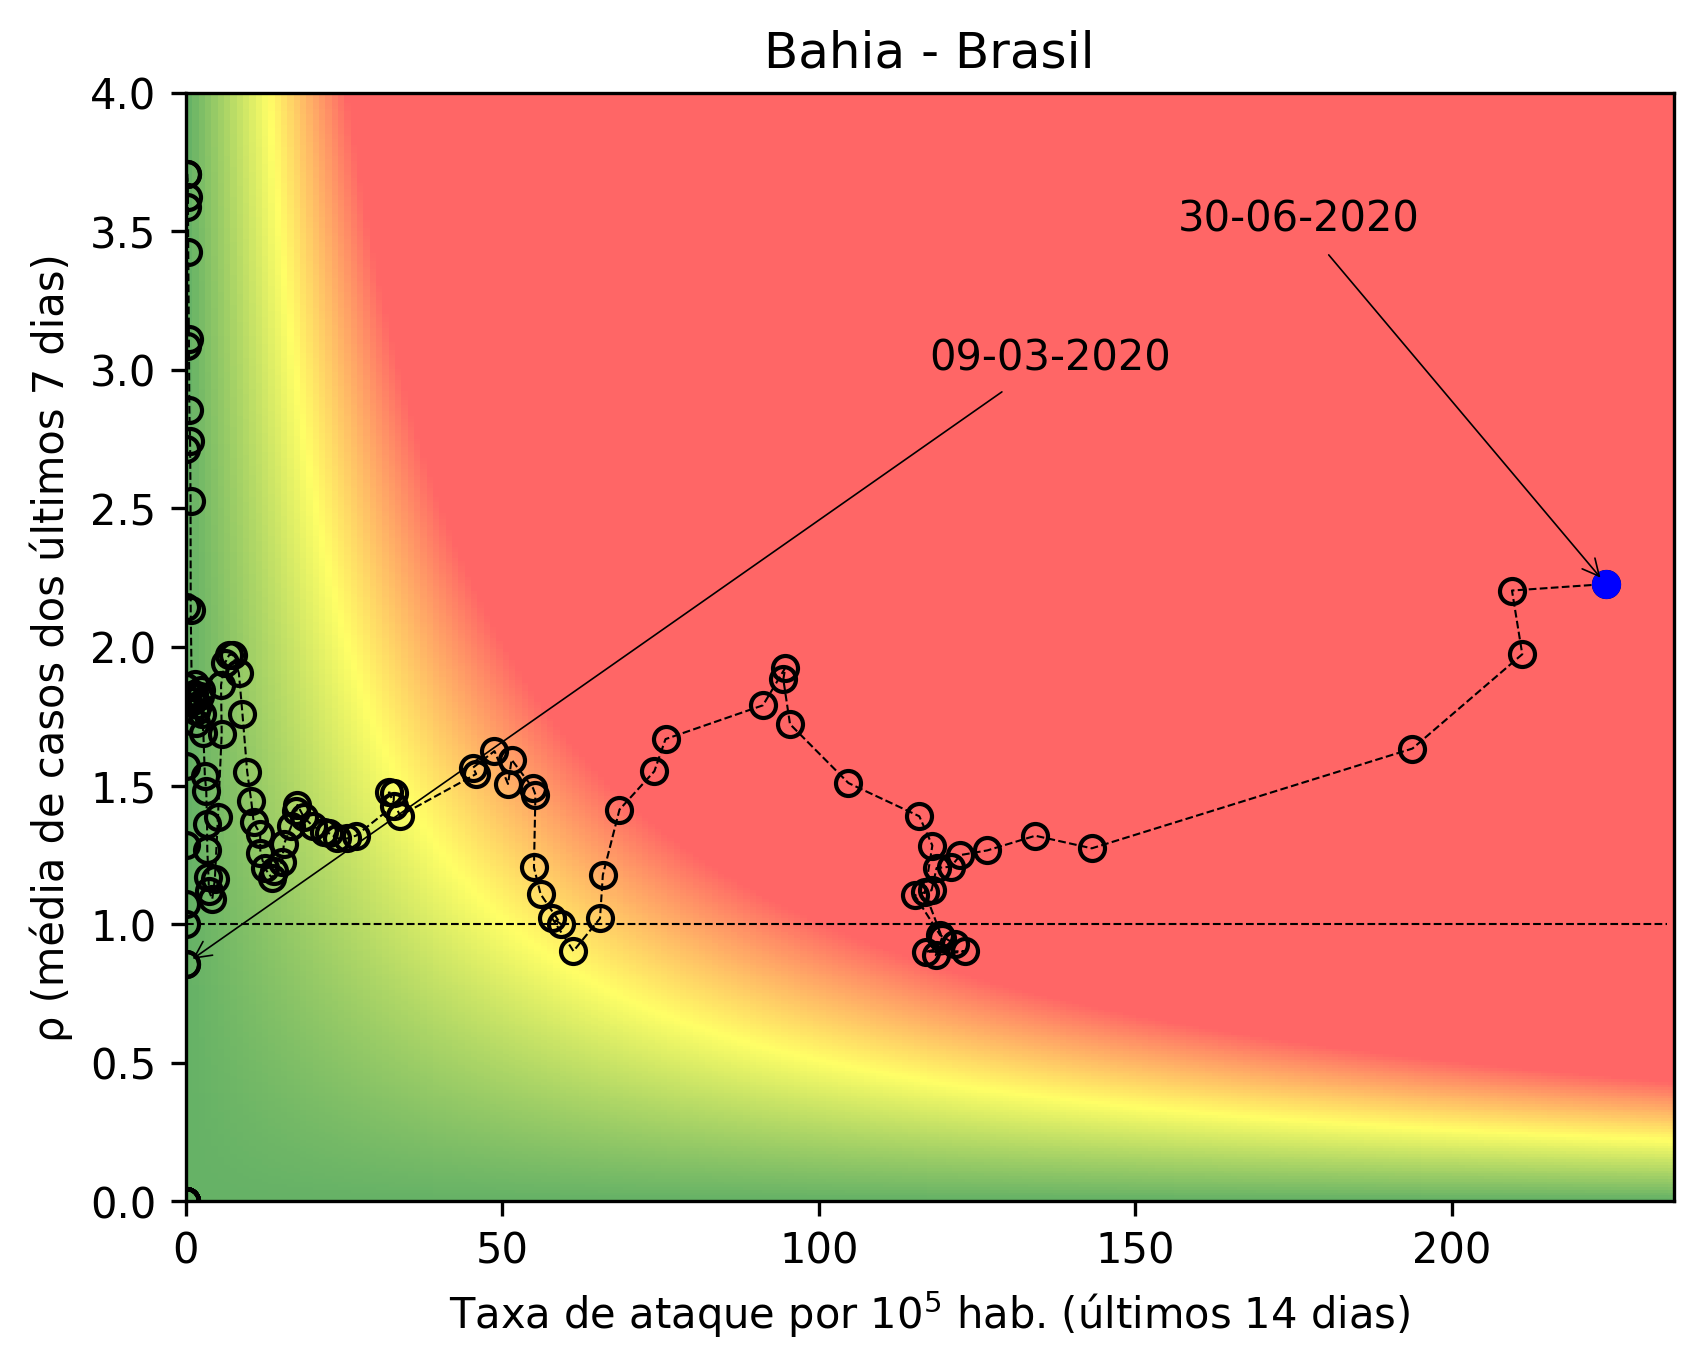 Bahia - Brasil
4.0
3.5
3.0
2.5
2.0
1.5
1.0
0.5
0.0
ρ (média de casos dos últimos 7 dias)
30-06-2020
09-03-2020
0 50 100 150 200
Taxa de ataque por 10⁵ hab. (últimos 14 dias)